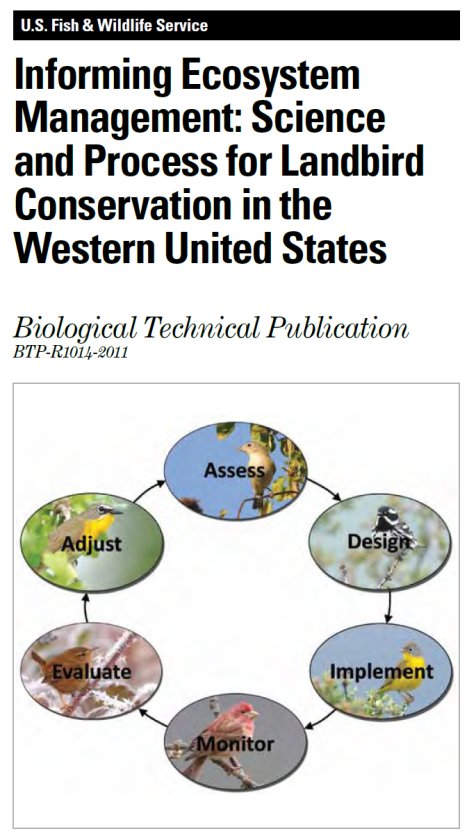 U.S. Fish & Wildlife Service
Informing Ecosystem
Management: Science
and Process for Landbird
Conservation in the
Western United States
Biological Technical Publication
BTP-R1014-2011
Assess
Design
Implement
Monitor
Evaluate
Adjust